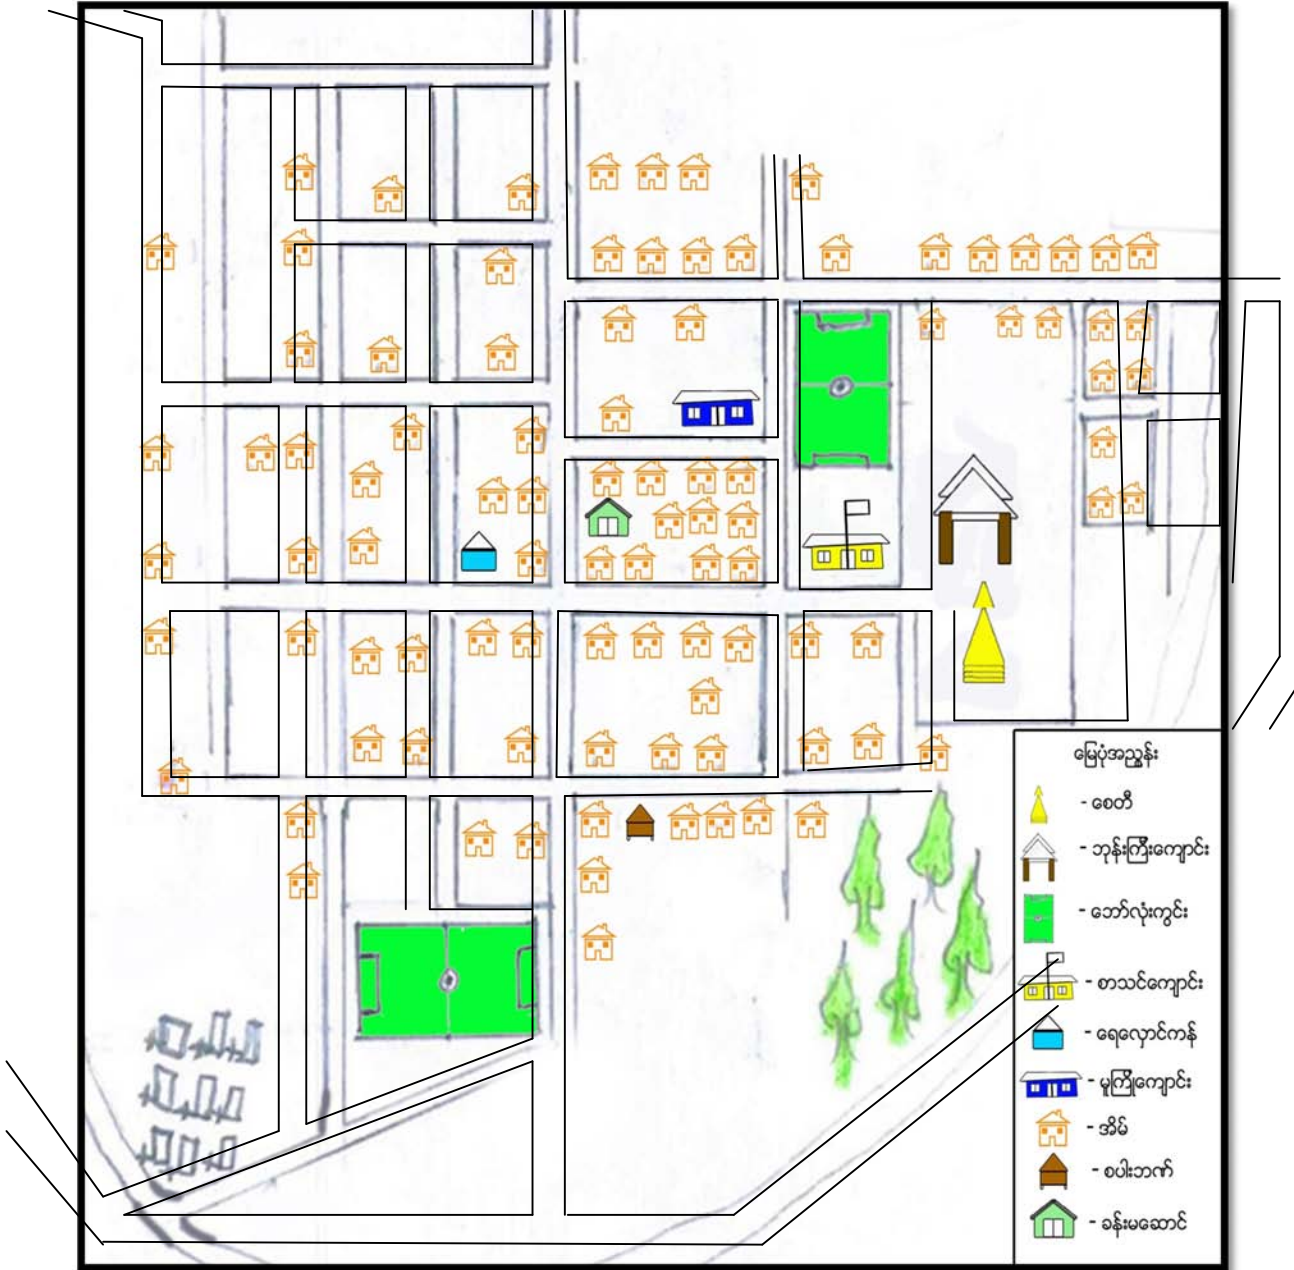 မြေပုံအညွှန်း
- စေတီ
- ဘုန်းကြီးကျောင်း
- ဘော်လုံးကွင်း
- စာသင်ကျောင်း
- ရေလှောင်ကန်
- မူကြိုကျောင်း
- အိမ်
- စပါးဘဏ်
- ခန်းမဆောင်